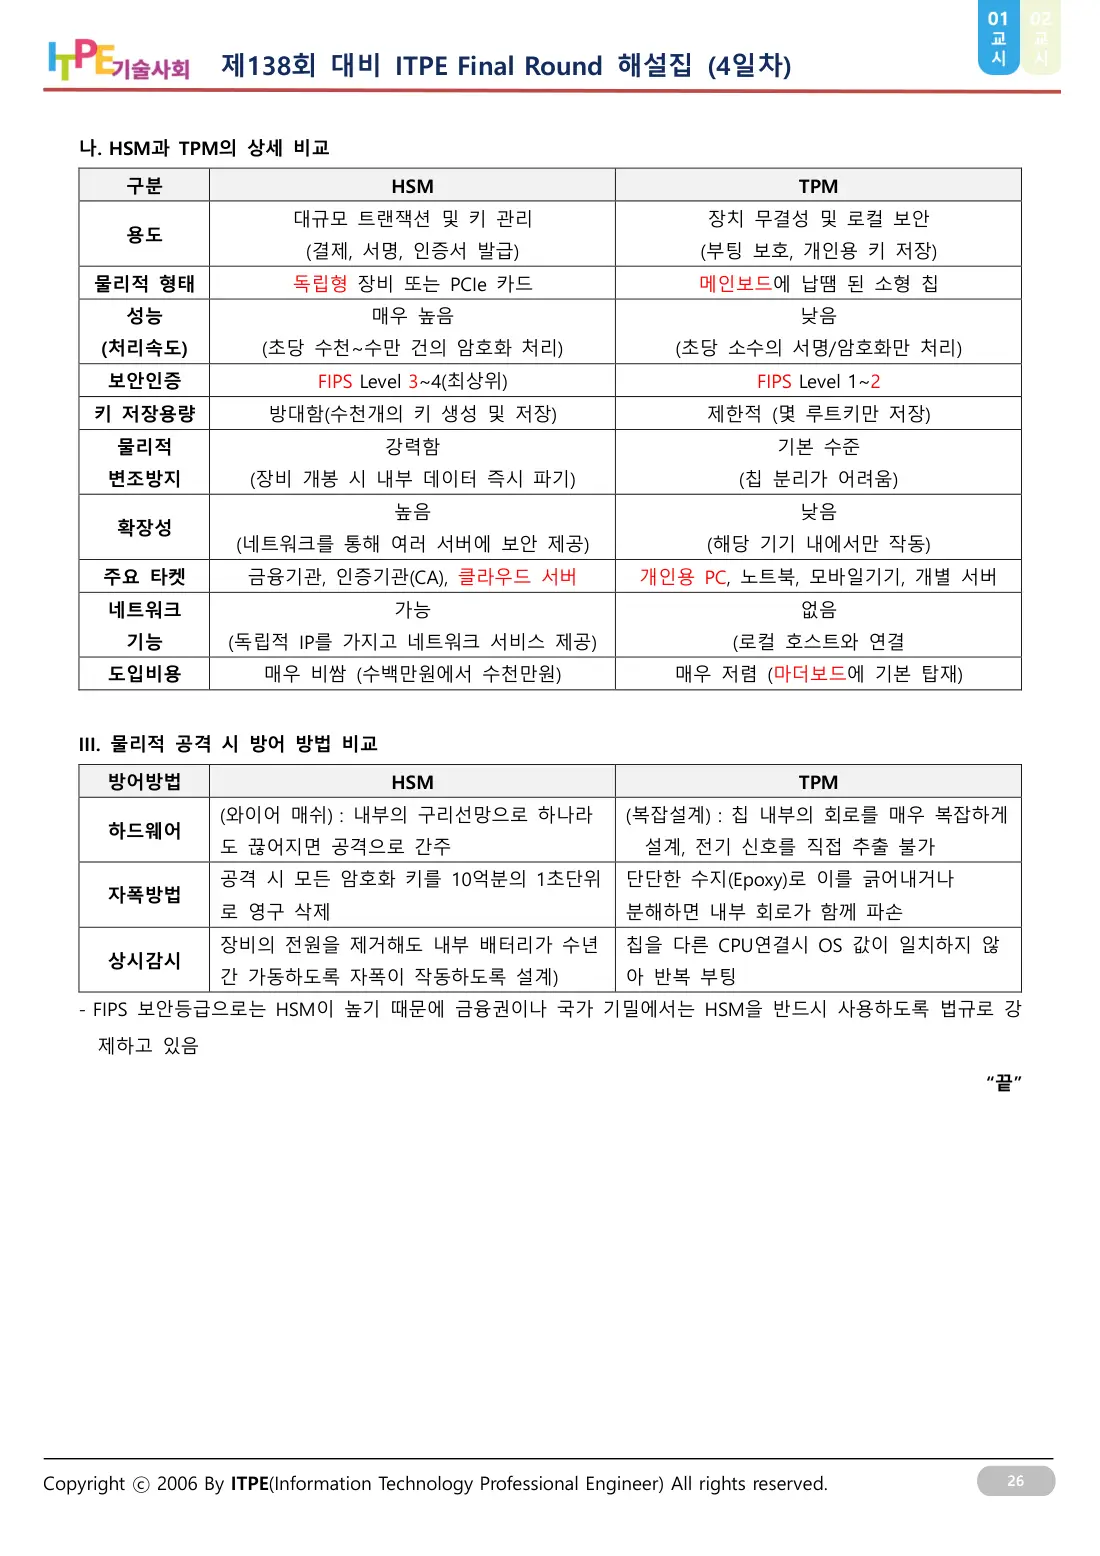 01
교
시
02
교
시
ITPE기술사회 제138회 대비 ITPE Final Round 해설집 (4일차)
나. HSM과 TPM의 상세 비교
구분 HSM TPM
용도 대규모 트랜잭션 및 키 관리 장치 무결성 및 로컬 보안
(결제, 서명, 인증서 발급) (부팅 보호, 개인용 키 저장)
물리적 형태 독립형 장비 또는 PCIe 카드 메인보드에 납땜 된 소형 칩
성능 매우 높음 낮음
(처리속도) (초당 수천~수만 건의 암호화 처리) (초당 소수의 서명/암호화만 처리)
보안인증 FIPS Level 3~4(최상위) FIPS Level 1~2
키 저장용량 방대함(수천개의 키 생성 및 저장) 제한적 (몇 루트키만 저장)
물리적 강력함 기본 수준
변조방지 (장비 개봉 시 내부 데이터 즉시 파기) (칩 분리가 어려움)
확장성 높음 낮음
(네트워크를 통해 여러 서버에 보안 제공) (해당 기기 내에서만 작동)
주요 타켓 금융기관, 인증기관(CA), 클라우드 서버 개인용 PC, 노트북, 모바일기기, 개별 서버
네트워크 가능 없음
기능 (독립적 IP를 가지고 네트워크 서비스 제공) (로컬 호스트와 연결
도입비용 매우 비쌈 (수백만원에서 수천만원) 매우 저렴 (마더보드에 기본 탑재)
III. 물리적 공격 시 방어 방법 비교
방어방법 HSM TPM
하드웨어 (와이어 매쉬) : 내부의 구리선망으로 하나라 (복잡설계) : 칩 내부의 회로를 매우 복잡하게
도 끊어지면 공격으로 간주 설계, 전기 신호를 직접 추출 불가
자폭방법 공격 시 모든 암호화 키를 10억분의 1초단위 단단한 수지(Epoxy)로 이를 긁어내거나
로 영구 삭제 분해하면 내부 회로가 함께 파손
상시감시 장비의 전원을 제거해도 내부 배터리가 수년 칩을 다른 CPU연결시 OS 값이 일치하지 않
간 가동하도록 자폭이 작동하도록 설계) 아 반복 부팅
- FIPS 보안등급으로는 HSM이 높기 때문에 금융권이나 국가 기밀에서는 HSM을 반드시 사용하도록 법규로 강
제하고 있음
“끝”
Copyright ⓒ 2006 By ITPE(Information Technology Professional Engineer) All rights reserved.
26